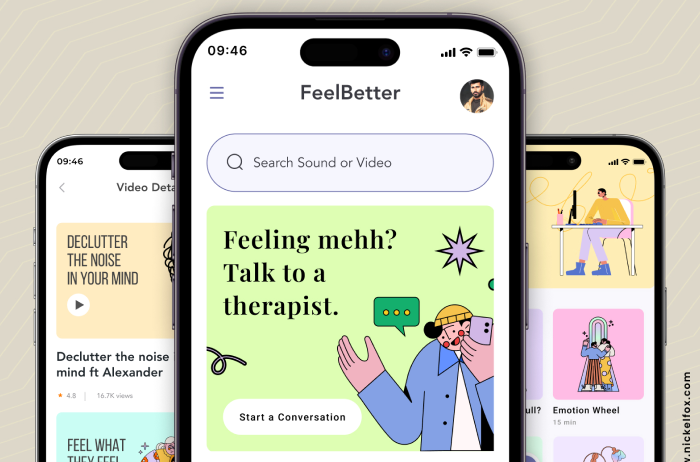 09:46
FeelBetter
Search Sound or Video
Feeling mehh?
Talk to a
therapist.
Start a Conversation
09:46
Video Deta
DECLUTTER
THE NOISE
IN YOUR MIND
Declutter the noise
mind ft Alexander
4.8 | 16.7K views
FEEL WHAT
THEY FEEL
ull? Emotion Wheel
15 min
w.nickelfox.com